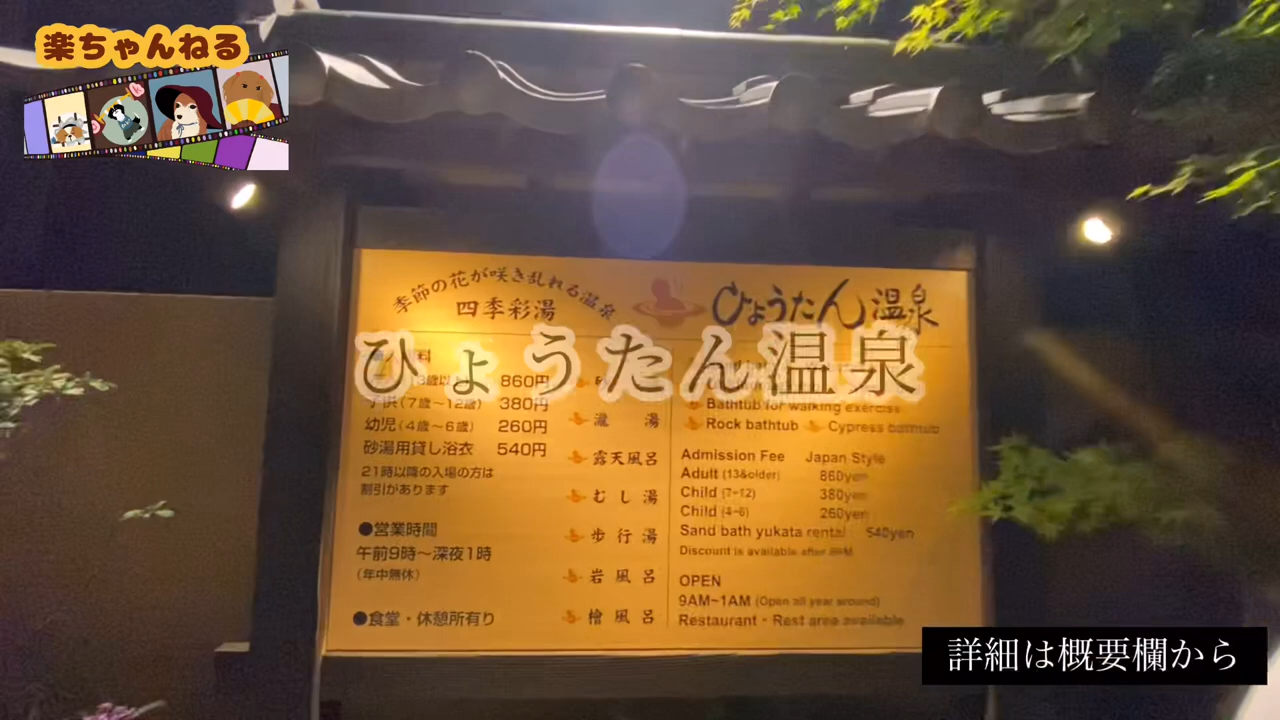 楽ちゃんねる
季節の花が咲き乱れる温泉
四季彩湯
ひょうたん温泉
ひょうたん温泉
860円
子供(7歳～12歳) 380円
幼児(4歳～6歳) 260円
砂湯用貸し浴衣 540円
21時以降の入場の方は
割引があります
●営業時間
午前9時～深夜1時
(年中無休)
●食堂・休憩所有り
瀧湯
露天風呂
むし湯
歩行湯
岩風呂
檜風呂
Bathtub for walking exercise
Rock bathtub Cypress bathtub
Admission Fee Japan Style
Adult (13&older) 860yen
Child (7~12) 380yen
Child (4~6) 260yen
Sand bath yukata rental 540yen
Discount is available after
OPEN
9AM~1AM (Open all year around)
Restaurant・Rest area available
詳細は概要欄から